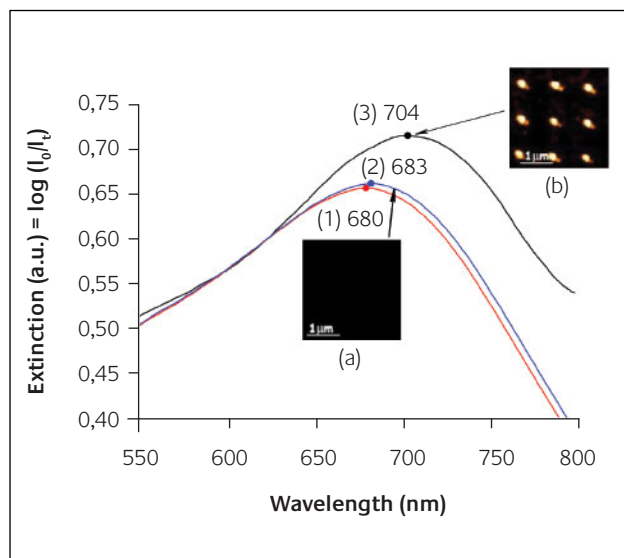 0,75
0,70
0,65
0,60
0,55
0,50
0,45
0,40
Extinction (a.u.) = log (I₀/Iₜ)
(3) 704
(2) 683
(1) 680
1µm
(b)
1µm
(a)
550 600 650 700 750 800
Wavelength (nm)